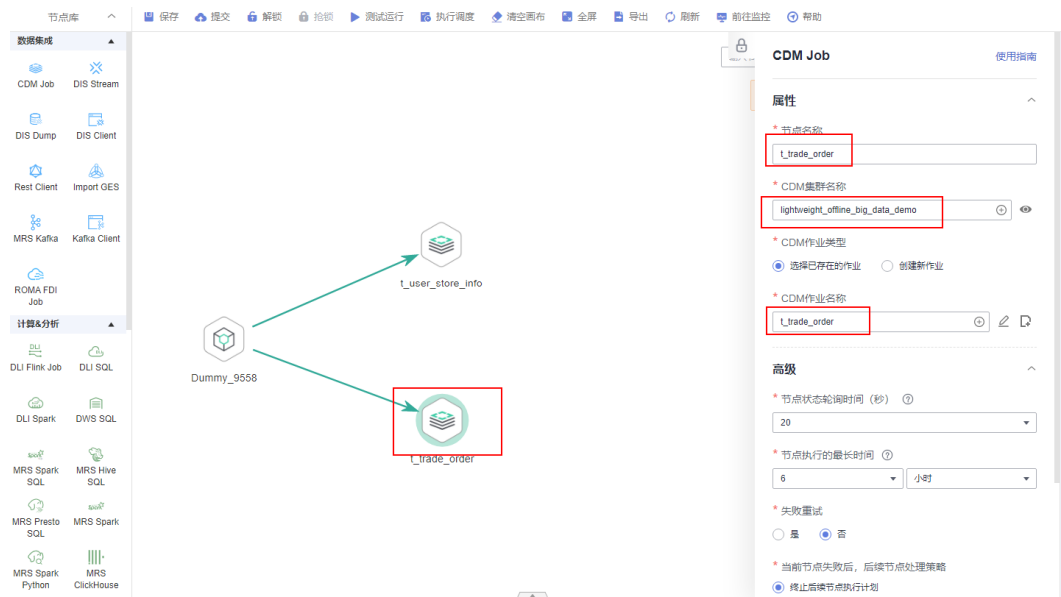 节点库
保存 提交 解锁 抢锁 测试运行 执行调度 清空画布 全屏 导出 刷新 前往监控 帮助
数据集成
CDM Job DIS Stream
DIS Dump DIS Client
Rest Client Import GES
MRS Kafka Kafka Client
ROMA FDI
Job
计算&分析
DLI
DLI Flink Job DLI SQL
DLI Spark DWS SQL
MRS Spark
SQL
MRS Hive
SQL
MRS Presto
SQL
MRS Spark
MRS Spark
Python
MRS
ClickHouse
t_user_store_info
Dummy_9558
t_trade_order
CDM Job 使用指南
属性
* 节点名称
t_trade_order
* CDM集群名称
lightweight_offline_big_data_demo
* CDM作业类型
选择已存在的作业 创建新作业
* CDM作业名称
t_trade_order
高级
* 节点状态轮询时间（秒）
20
* 节点执行的最长时间
6 小时
* 失败重试
是 否
* 当前节点失败后，后续节点处理策略
终止后续节点执行计划